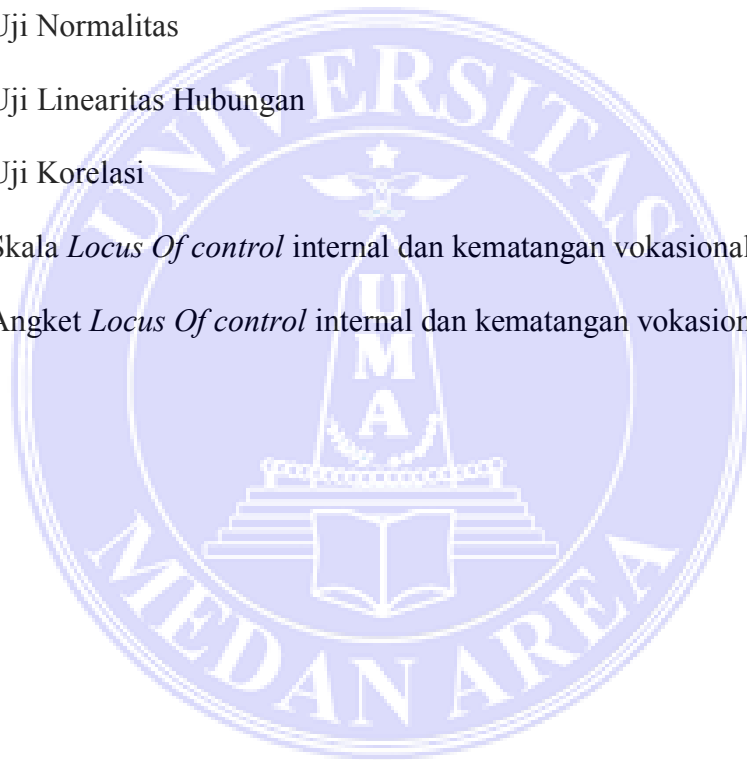 Uji Normalitas
Uji Linearitas Hubungan
Uji Korelasi
Skala Locus Of control internal dan kematangan vokasional
Angket Locus Of control internal dan kematangan
UNIVERSITAS
UMA
MEDAN AREA